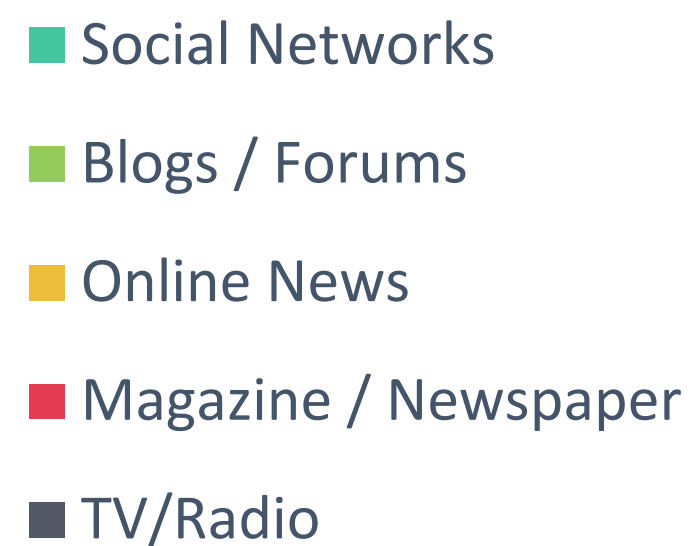 Social Networks
Blogs / Forums
Online News
Magazine / Newspaper
TV/Radio